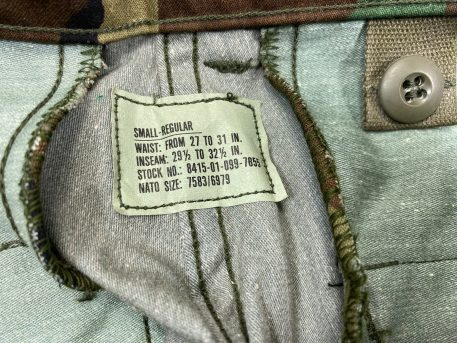 SMALL-REGULAR
WAIST: FROM 27 TO 31 IN.
INSEAM: 29½ TO 32½ IN.
STOCK NO.: 8415-01-099-7835
NATO SIZE: 7583/6979